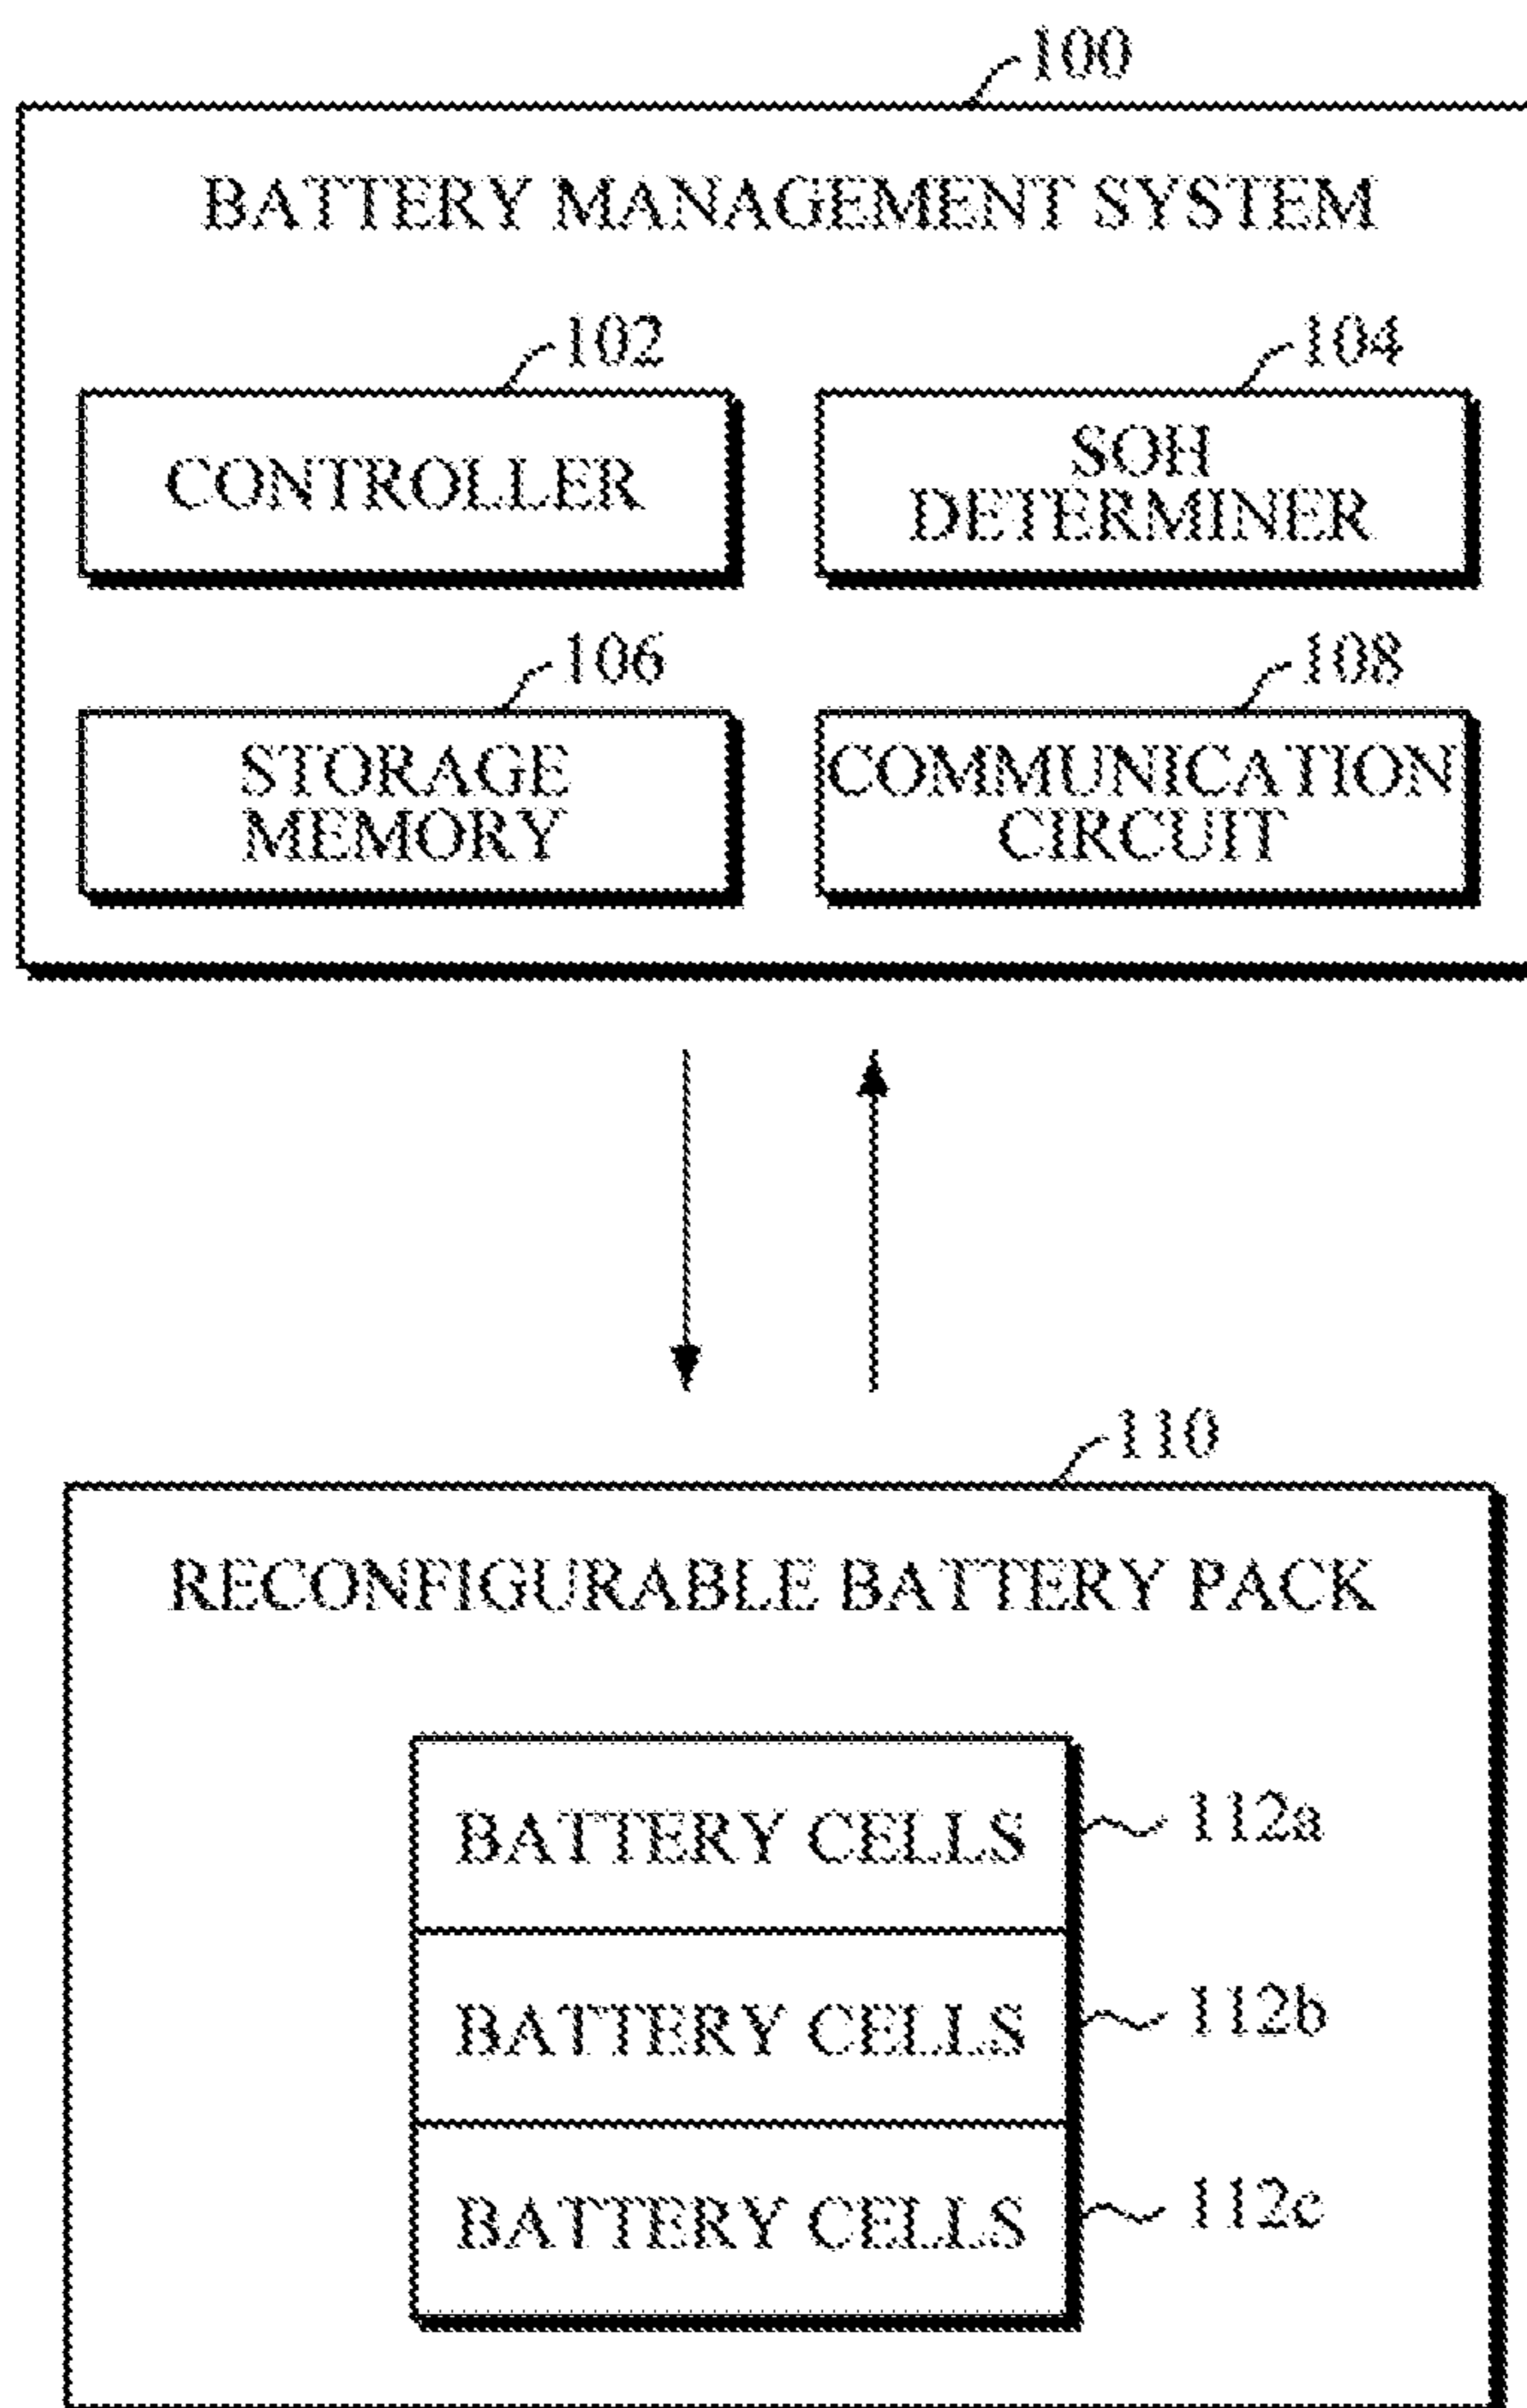 100
BATTERY MANAGEMENT SYSTEM
102
104
CONTROLLER
SOH
DETERMINER
106
108
STORAGE
MEMORY
COMMUNICATION
CIRCUIT
110
RECONFIGURABLE BATTERY PACK
BATTERY CELLS
112a
BATTERY CELLS
112b
BATTERY CELLS
112c